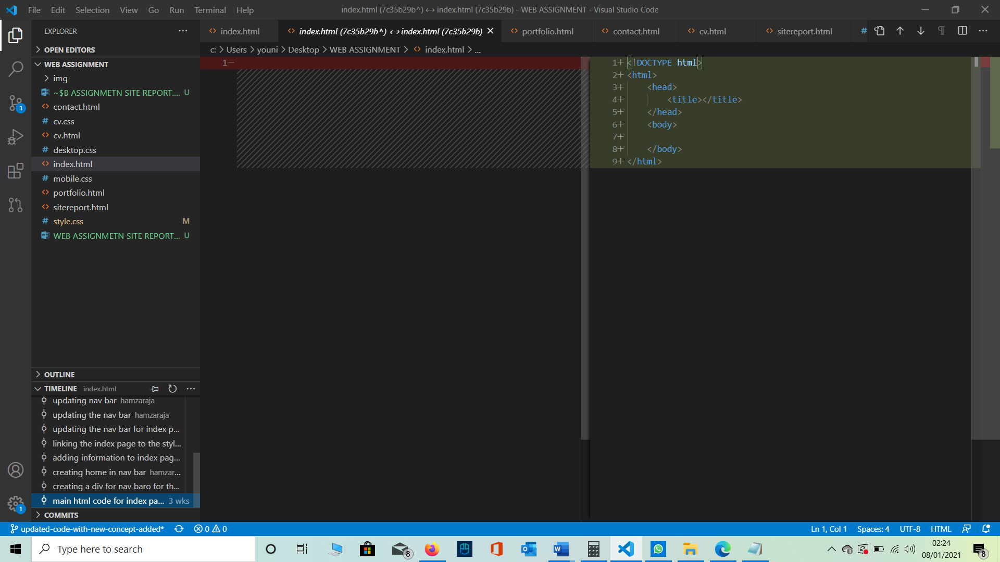 File Edit Selection View Go Run Terminal Help
index.html (7c35b29b^) ↔ index.html (7c35b29b) - WEB ASSIGNMENT - Visual Studio Code
EXPLORER
index.html
index.html (7c35b29b^) ↔ index.html (7c35b29b)
portfolio.html
contact.html
cv.html
sitereport.html
#
c: > Users > youni > Desktop > WEB ASSIGNMENT > index.html > ...
OPEN EDITORS
WEB ASSIGNMENT
img
~$B ASSIGNMETN SITE REPORT.... U
contact.html
# cv.css
cv.html
# desktop.css
index.html
# mobile.css
portfolio.html
sitereport.html
# style.css M
WEB ASSIGNMETN SITE REPORT... U
OUTLINE
TIMELINE index.html
updating nav bar hamzaraja
updating the nav bar hamzaraja
updating the nav bar for index p...
linking the index page to the styl...
adding information to index pag...
creating home in nav bar hamzar...
creating a div for nav baro for th...
main html code for index pa... 3 wks
COMMITS
3
1
1−
1+ <!DOCTYPE html>
2+ <html>
3+ <head>
4+ <title></title>
5+ </head>
6+ <body>
7+
8+ </body>
9+ </html>
updated-code-with-new-concept-added* 0 0
Ln 1, Col 1 Spaces: 4 UTF-8 HTML
Type here to search
8
02:24
08/01/2021
8